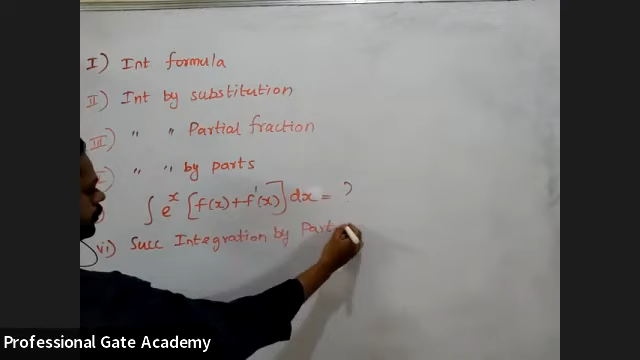 I) Int formula
II) Int by substitution
III) " " Partial fraction
" " by parts
∫ e^x [f(x) + f'(x)] dx = ?
vi) Succ Integration by Part
Professional Gate Academy